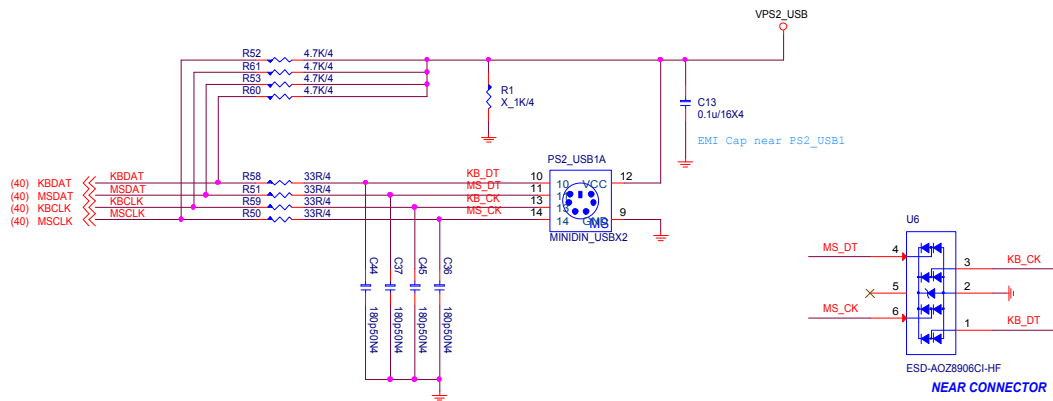 VPS2_USB
R52 4.7K/4
R61 4.7K/4
R53 4.7K/4
R60 4.7K/4
R1
X_1K/4
C13
0.1u/16X4
EMI Cap near PS2_USB1
PS2_USB1A
(40) KBDAT KBDAT R58 33R/4 KB_DT 10 10 VCC 12
(40) MSDAT MSDAT R51 33R/4 MS_DT 11
(40) KBCLK KBCLK R59 33R/4 KB_CK 13 13
(40) MSCLK MSCLK R50 33R/4 MS_CK 14 14 GND MS 9
MINIDIN_USBX2
C44 180p50N4
C37 180p50N4
C45 180p50N4
C36 180p50N4
U6
MS_DT 4
3 KB_CK
5
2
MS_CK 6
1 KB_DT
ESD-AOZ8906CI-HF
NEAR CONNECTOR